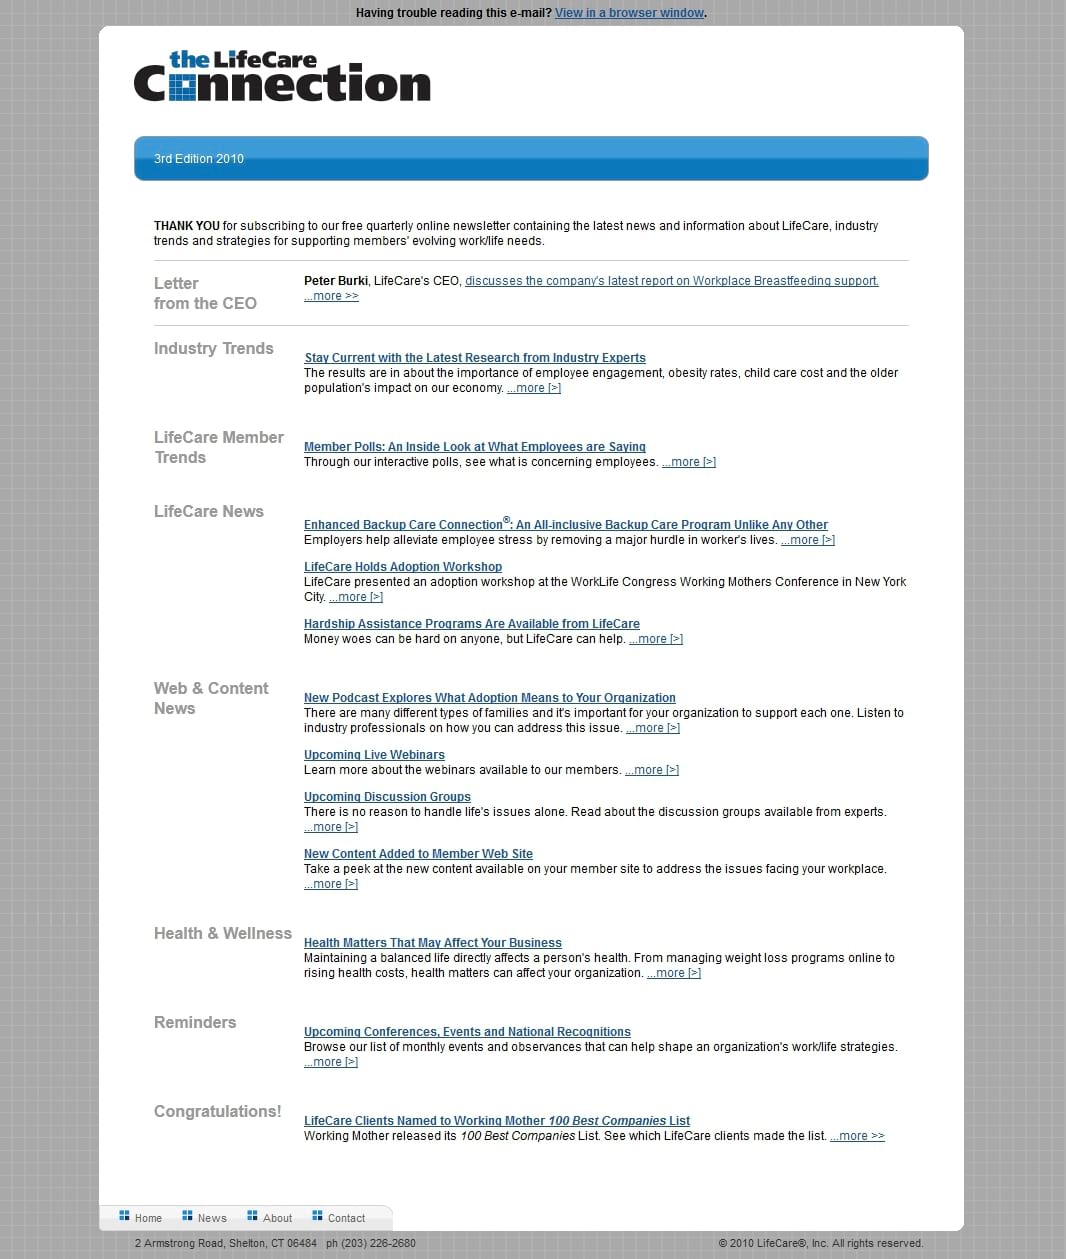 Having trouble reading this e-mail? View in a browser window.
the LifeCare
Connection
3rd Edition 2010
THANK YOU for subscribing to our free quarterly online newsletter containing the latest news and information about LifeCare, industry
trends and strategies for supporting members' evolving work/life needs.
Letter
from the CEO
Peter Burki, LifeCare's CEO, discusses the company's latest report on Workplace Breastfeeding support.
...more >>
Industry Trends
Stay Current with the Latest Research from Industry Experts
The results are in about the importance of employee engagement, obesity rates, child care cost and the older
population's impact on our economy. ...more [>]
LifeCare Member
Trends
Member Polls: An Inside Look at What Employees are Saying
Through our interactive polls, see what is concerning employees. ...more [>]
LifeCare News
Enhanced Backup Care Connection®: An All-inclusive Backup Care Program Unlike Any Other
Employers help alleviate employee stress by removing a major hurdle in worker's lives. ...more [>]
LifeCare Holds Adoption Workshop
LifeCare presented an adoption workshop at the WorkLife Congress Working Mothers Conference in New York
City. ...more [>]
Hardship Assistance Programs Are Available from LifeCare
Money woes can be hard on anyone, but LifeCare can help. ...more [>]
Web & Content
News
New Podcast Explores What Adoption Means to Your Organization
There are many different types of families and it's important for your organization to support each one. Listen to
industry professionals on how you can address this issue. ...more [>]
Upcoming Live Webinars
Learn more about the webinars available to our members. ...more [>]
Upcoming Discussion Groups
There is no reason to handle life's issues alone. Read about the discussion groups available from experts.
...more [>]
New Content Added to Member Web Site
Take a peek at the new content available on your member site to address the issues facing your workplace.
...more [>]
Health & Wellness
Health Matters That May Affect Your Business
Maintaining a balanced life directly affects a person's health. From managing weight loss programs online to
rising health costs, health matters can affect your organization. ...more [>]
Reminders
Upcoming Conferences, Events and National Recognitions
Browse our list of monthly events and observances that can help shape an organization's work/life strategies.
...more [>]
Congratulations!
LifeCare Clients Named to Working Mother 100 Best Companies List
Working Mother released its 100 Best Companies List. See which LifeCare clients made the list. ...more >>
Home News About Contact
2 Armstrong Road, Shelton, CT 06484 ph (203) 226-2680
© 2010 LifeCare®, Inc. All rights reserved.